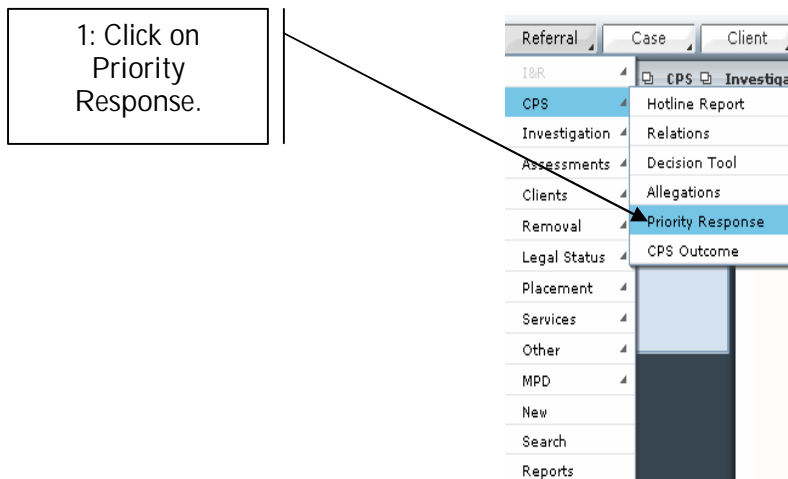 1: Click on
Priority
Response.
Referral Case Client
I&R
CPS
Investigation
Assessments
Clients
Removal
Legal Status
Placement
Services
Other
MPD
New
Search
Reports
CPS Investiga
Hotline Report
Relations
Decision Tool
Allegations
Priority Response
CPS Outcome